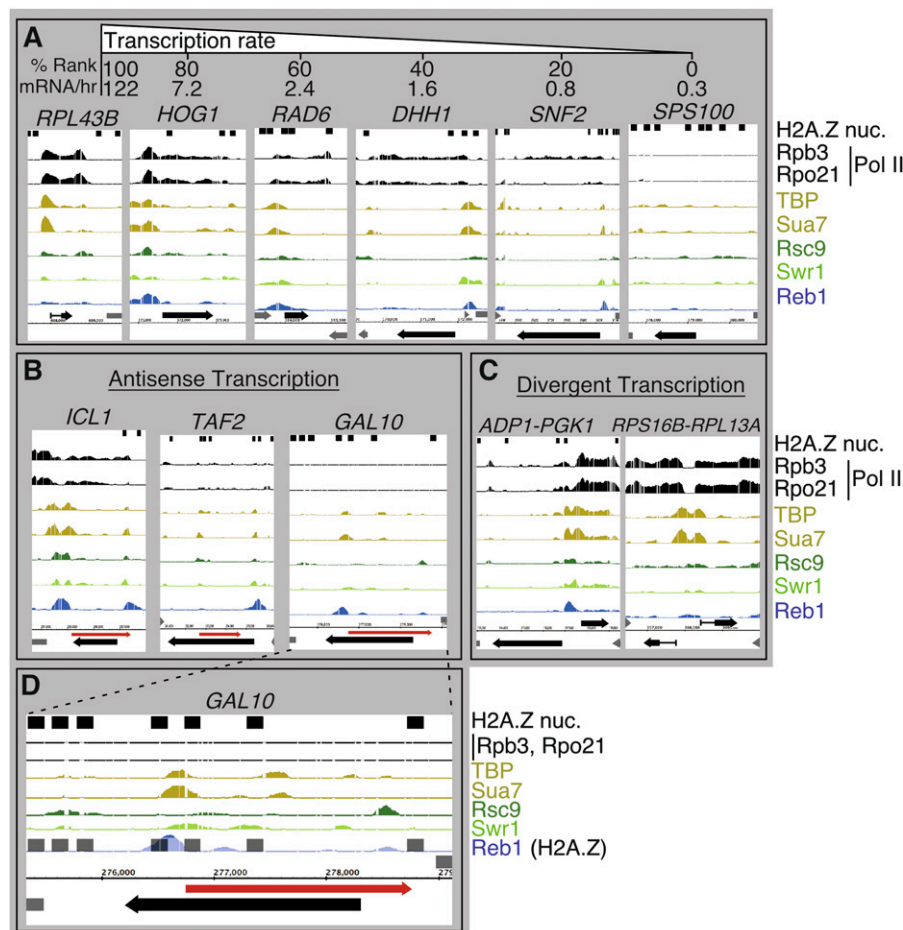 A
Transcription rate
% Rank 100 80 60 40 20 0
mRNA/hr 122 7.2 2.4 1.6 0.8 0.3
RPL43B HOG1 RAD6 DHH1 SNF2 SPS100
H2A.Z nuc.
Rpb3
Rpo21
Pol II
TBP
Sua7
Rsc9
Swr1
Reb1
B
Antisense Transcription
ICL1 TAF2 GAL10
C
Divergent Transcription
ADP1-PGK1 RPS16B-RPL13A
H2A.Z nuc.
Rpb3
Rpo21
Pol II
TBP
Sua7
Rsc9
Swr1
Reb1
D
GAL10
H2A.Z nuc.
Rpb3, Rpo21
TBP
Sua7
Rsc9
Swr1
Reb1 (H2A.Z)
276,000 277,000 278,000 279